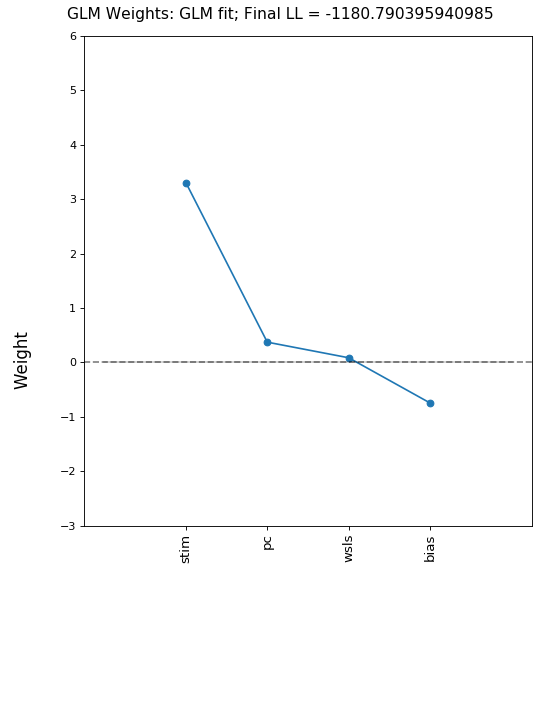 GLM Weights: GLM fit; Final LL = -1180.790395940985
6
5
4
3
2
1
0
−1
−2
−3
Weight
stim
pc
wsls
bias